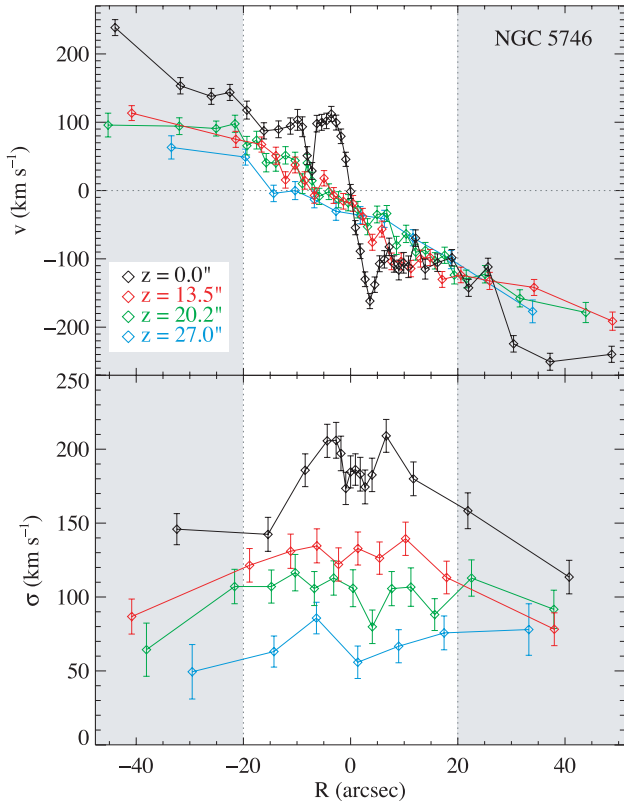 NGC 5746
200
100
0
−100
−200
v (km s⁻¹)
z = 0.0"
z = 13.5"
z = 20.2"
z = 27.0"
250
200
150
100
50
0
σ (km s⁻¹)
−40 −20 0 20 40
R (arcsec)